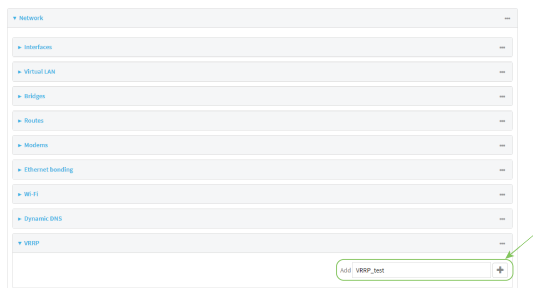 Network
Interfaces
Virtual LAN
Bridges
Routes
Modems
Ethernet bonding
Wi-Fi
Dynamic DNS
VRRP
Add VRRP_test